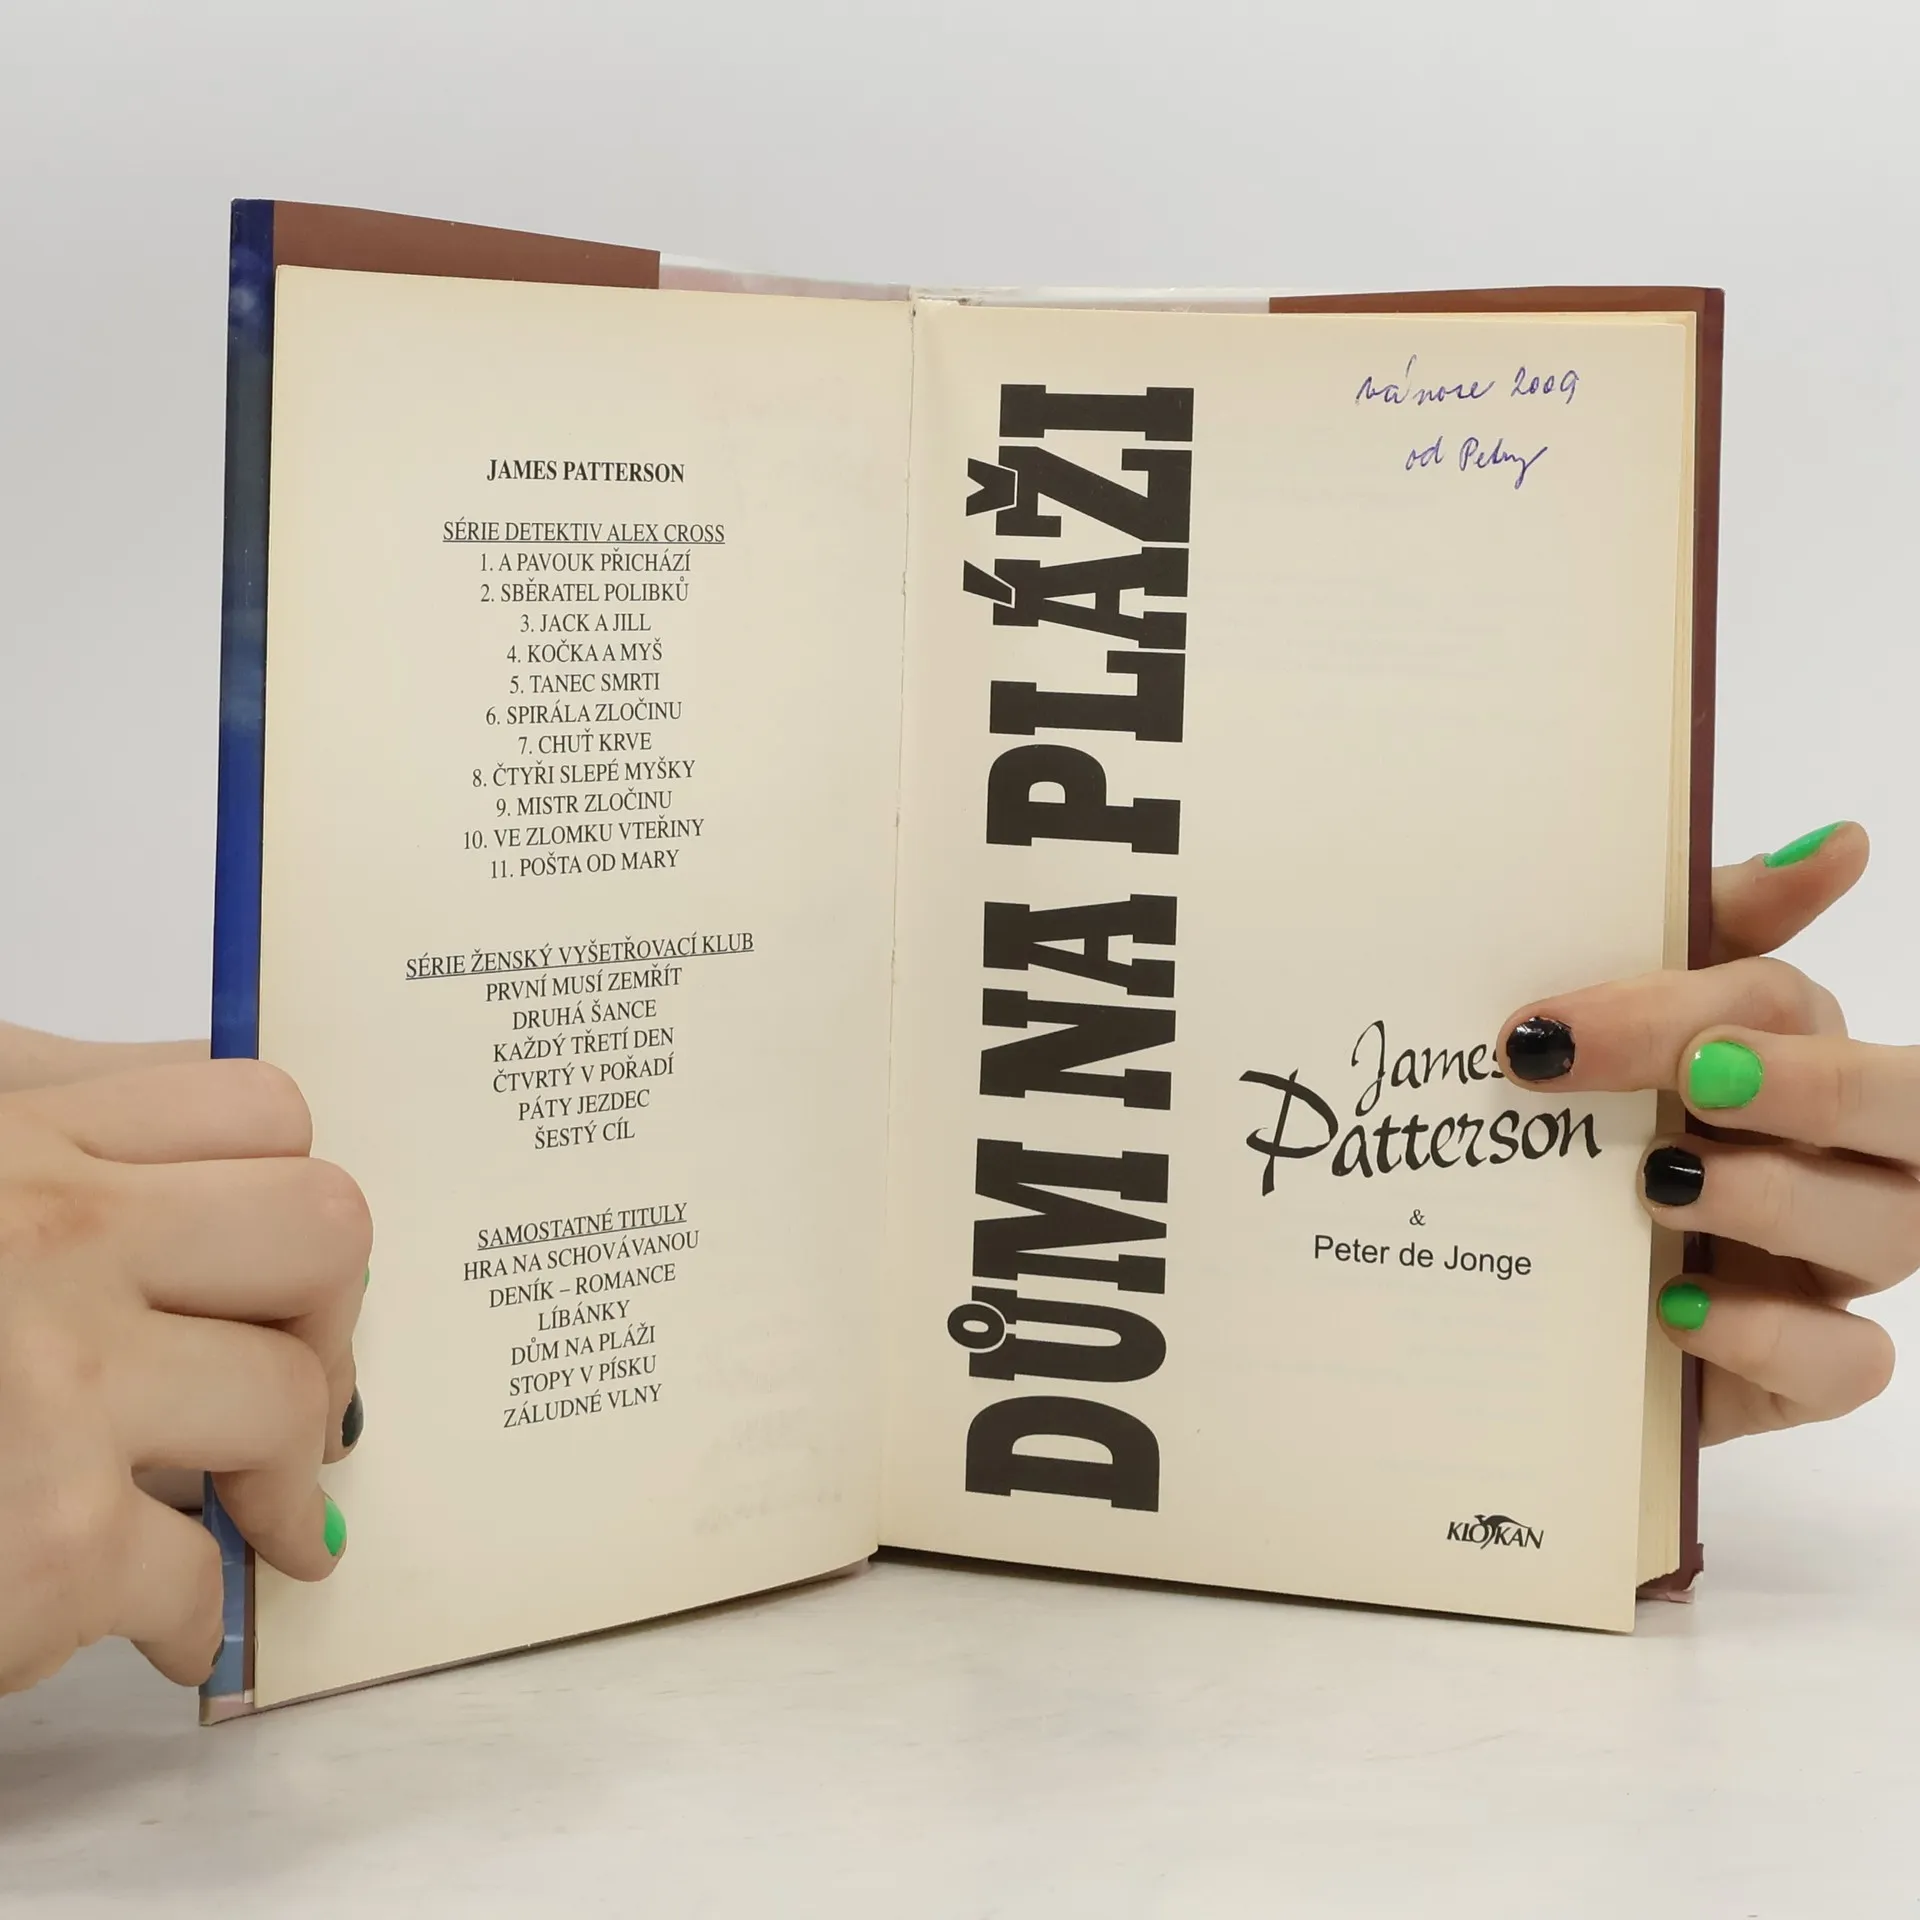 JAMES PATTERSON
SÉRIE DETEKTIV ALEX CROSS
1. A PAVOUK PŘICHÁZÍ
2. SBĚRATEL POLIBKŮ
3. JACK A JILL
4. KOČKA A MYŠ
5. TANEC SMRTI
6. SPIRÁLA ZLOČINU
7. CHUŤ KRVE
8. ČTYŘI SLEPÉ MYŠKY
9. MISTR ZLOČINU
10. VE ZLOMKU VTEŘINY
11. POŠTA OD MARY
SÉRIE ŽENSKÝ VYŠETŘOVACÍ KLUB
PRVNÍ MUSÍ ZEMŘÍT
DRUHÁ ŠANCE
KAŽDÝ TŘETÍ DEN
ČTVRTÝ V POŘADÍ
PÁTY JEZDEC
ŠESTÝ CÍL
SAMOSTATNÉ TITULY
HRA NA SCHOVÁVANOU
DENÍK – ROMANCE
LÍBÁNKY
DŮM NA PLÁŽI
STOPY V PÍSKU
ZÁLUDNÉ VLNY
vánoce 2009
od Petry
DŮM NA PLÁŽI
James
Patterson
&
Peter de Jonge
KLOKAN